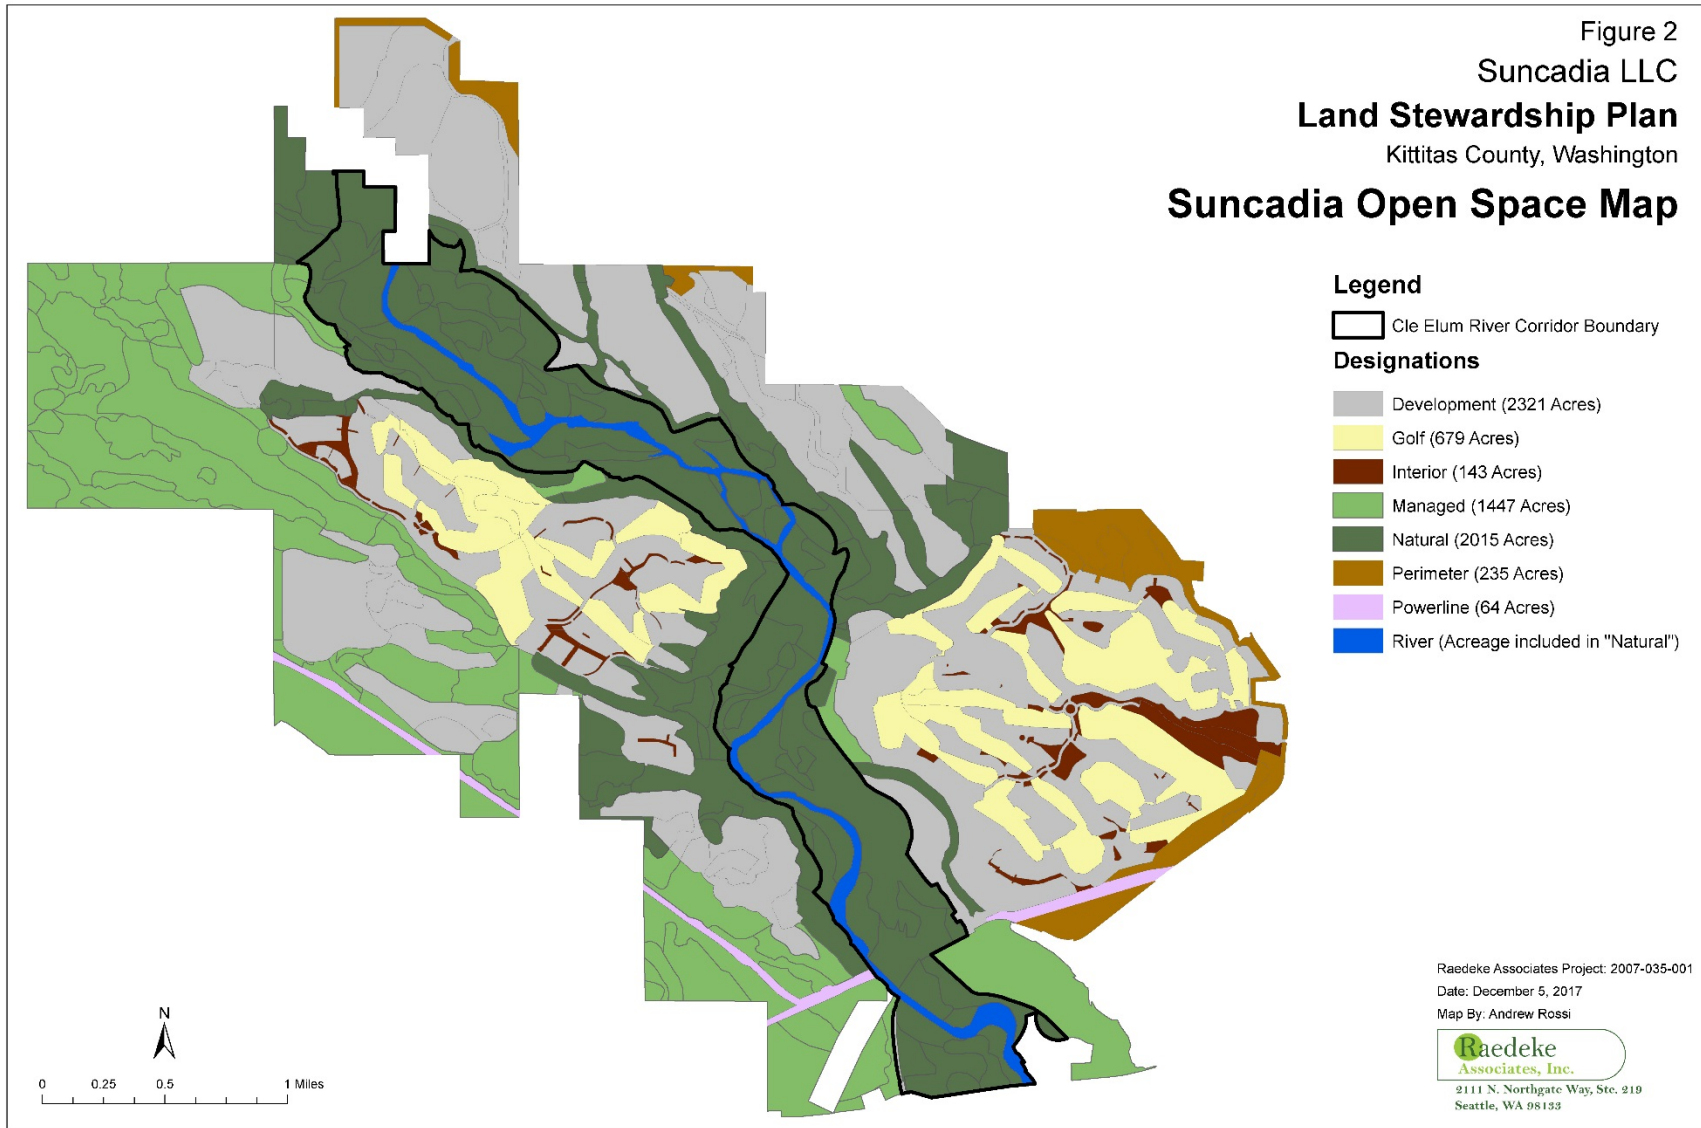 Figure 2
Suncadia LLC
Land Stewardship Plan
Kittitas County, Washington
Suncadia Open Space Map
Legend
Cle Elum River Corridor Boundary
Designations
Development (2321 Acres)
Golf (679 Acres)
Interior (143 Acres)
Managed (1447 Acres)
Natural (2015 Acres)
Perimeter (235 Acres)
Powerline (64 Acres)
River (Acreage included in "Natural")
N
0 0.25 0.5 1 Miles
Raedeke Associates Project: 2007-035-001
Date: December 5, 2017
Map By: Andrew Rossi
Raedeke
Associates, Inc.
2111 N. Northgate Way, Ste. 219
Seattle, WA 98133